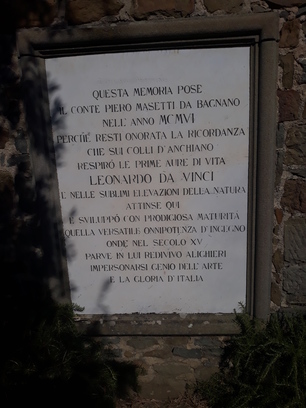 QUESTA MEMORIA POSE
IL CONTE PIERO MASETTI DA BAGNANO
NELL'ANNO MCMVI
PERCHÉ RESTI ONORATA LA RICORDANZA
CHE SUI COLLI D'ANCHIANO
RESPIRÒ LE PRIME AURE DI VITA
LEONARDO DA VINCI
E NELLE SUBLIMI ELEVAZIONI DELLA NATURA
ATTINSE QUI
E SVILUPPÒ CON PRODIGIOSA MATURITÀ
QUELLA VERSATILE ONNIPOTENZA D'INGEGNO
ONDE NEL SECOLO XV
PARVE IN LUI REDIVIVO ALIGHIERI
IMPERSONARSI GENIO DELL'ARTE
E LA GLORIA D'ITALIA